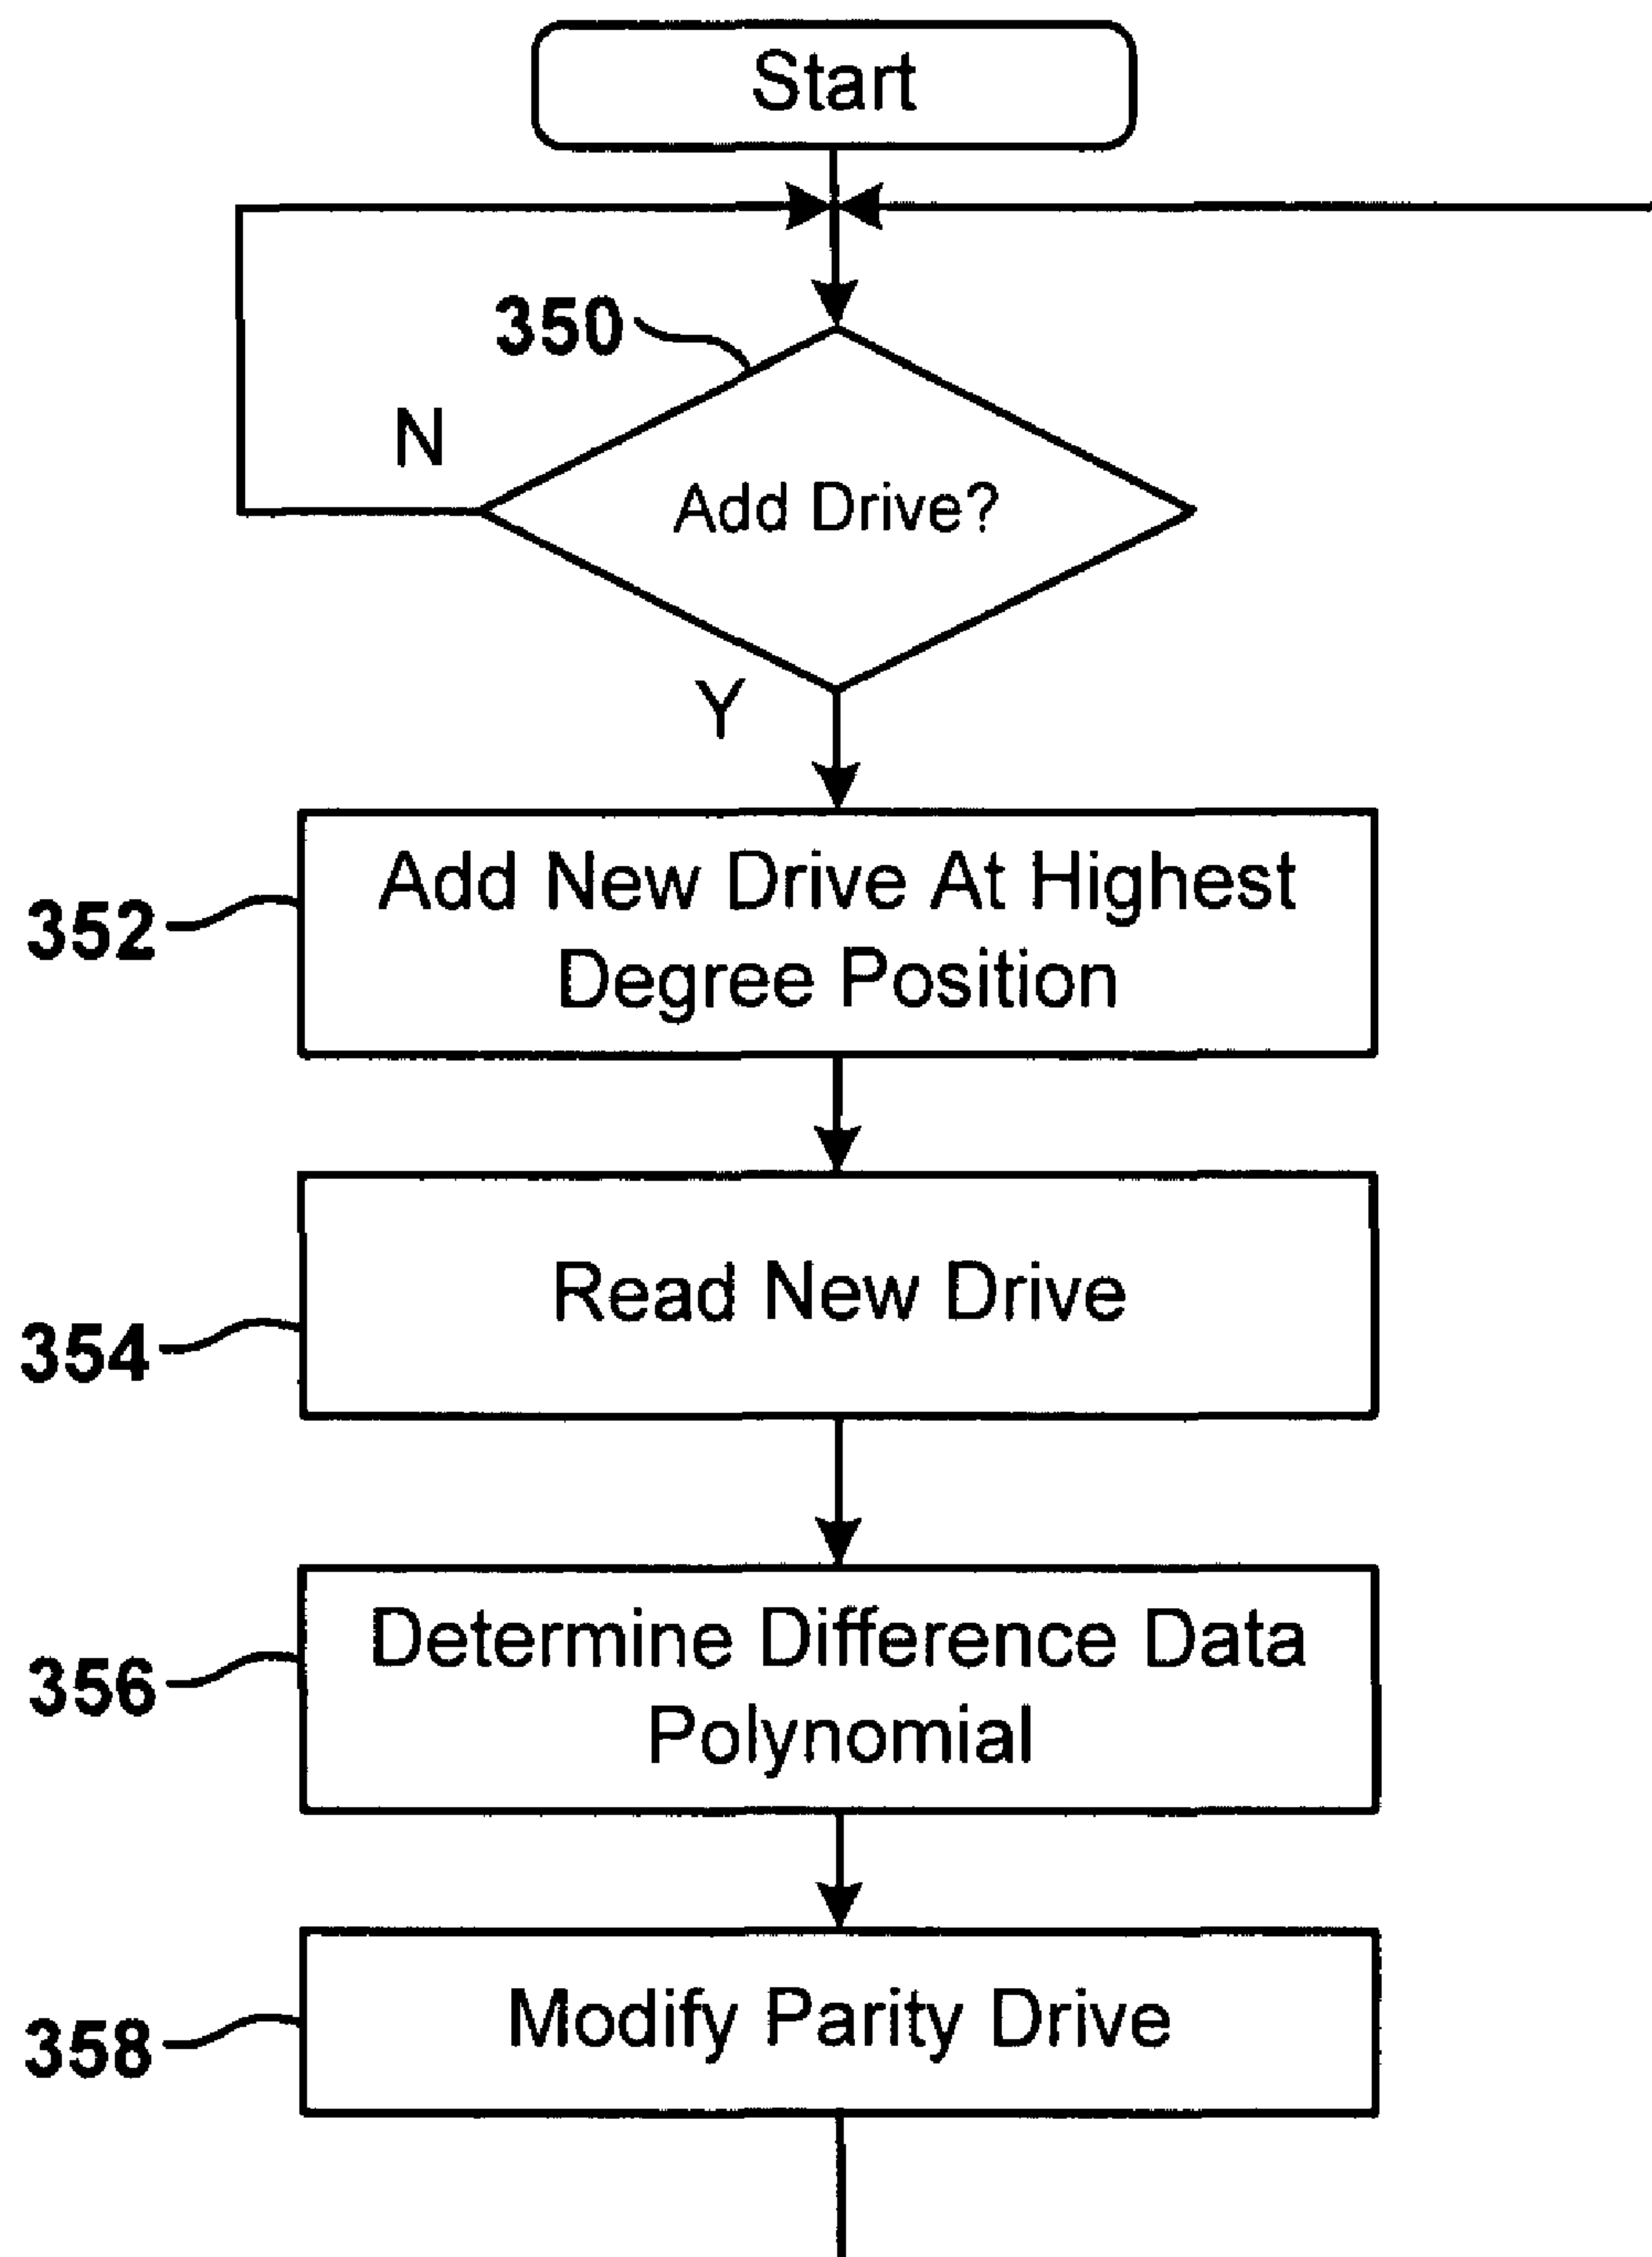 Start
350
N
Add Drive?
Y
352
Add New Drive At Highest
Degree Position
354
Read New Drive
356
Determine Difference Data
Polynomial
358
Modify Parity Drive